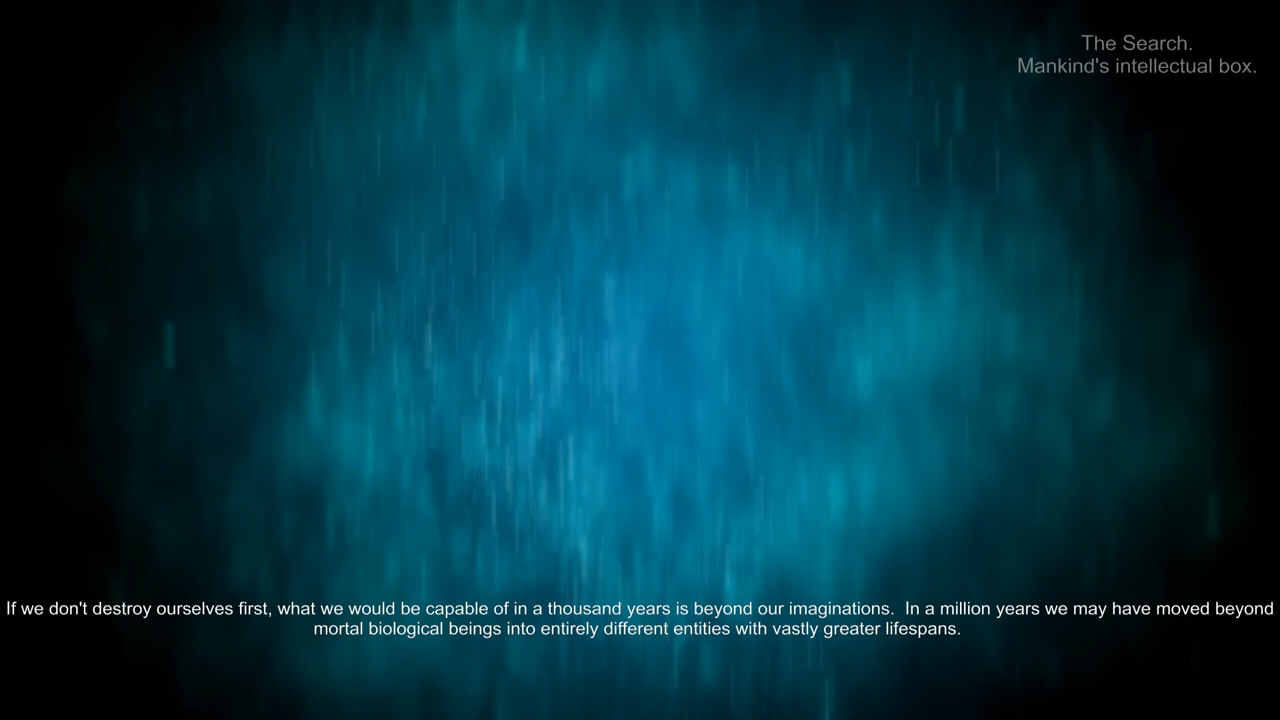 The Search.
Mankind's intellectual box.
If we don't destroy ourselves first, what we would be capable of in a thousand years is beyond our imaginations.  In a million years we may have moved beyond
mortal biological beings into entirely different entities with vastly greater lifespans.